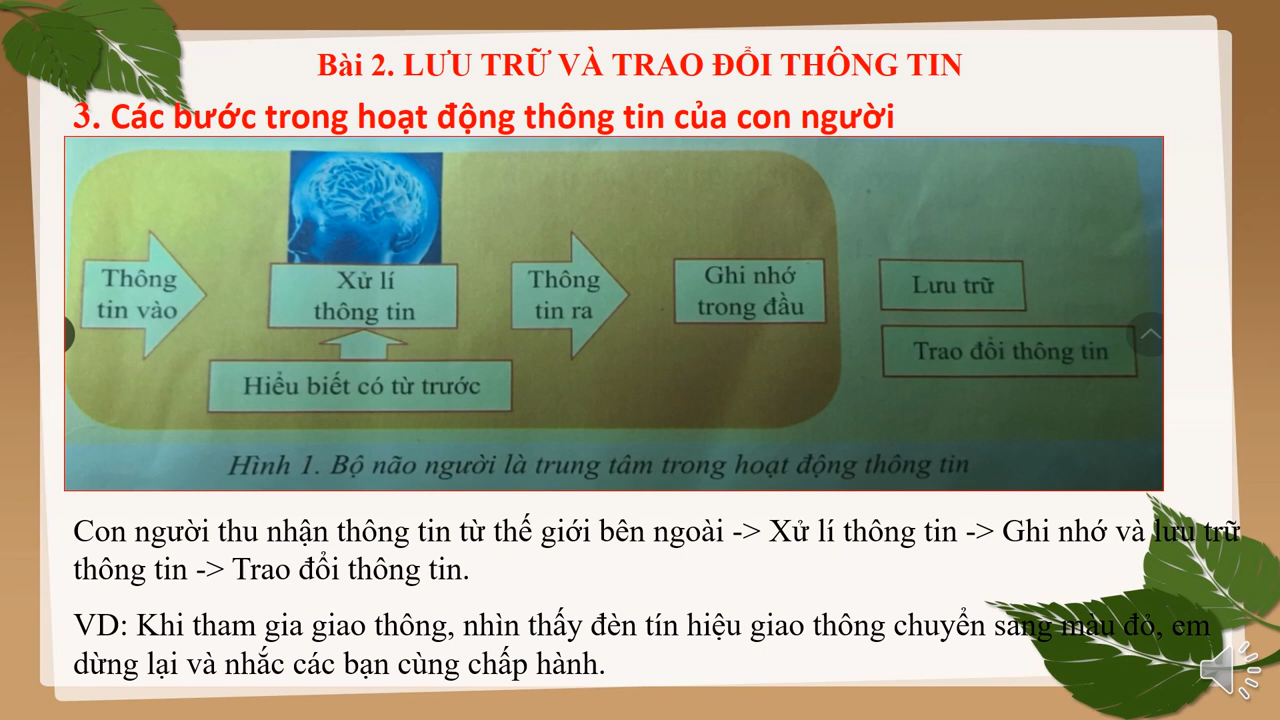 Bài 2. LƯU TRỮ VÀ TRAO ĐỔI THÔNG TIN
3. Các bước trong hoạt động thông tin của con người
Thông
tin vào
Xử lí
thông tin
Hiểu biết có từ trước
Thông
tin ra
Ghi nhớ
trong đầu
Lưu trữ
Trao đổi thông tin
Hình 1. Bộ não người là trung tâm trong hoạt động thông tin
Con người thu nhận thông tin từ thế giới bên ngoài -> Xử lí thông tin -> Ghi nhớ và lưu trữ
thông tin -> Trao đổi thông tin.
VD: Khi tham gia giao thông, nhìn thấy đèn tín hiệu giao thông chuyển sang màu đỏ, em
dừng lại và nhắc các bạn cùng chấp hành.